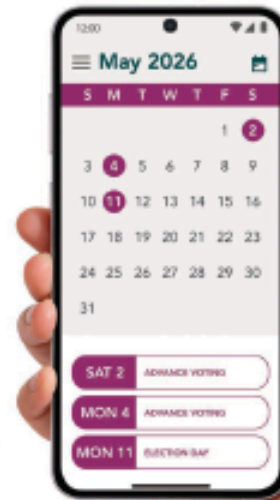 12:00
May 2026
S M T W T F S
1 2
3 4 5 6 7 8 9
10 11 12 13 14 15 16
17 18 19 20 21 22 23
24 25 26 27 28 29 30
31
SAT 2 ADVANCE VOTING
MON 4 ADVANCE VOTING
MON 11 ELECTION DAY